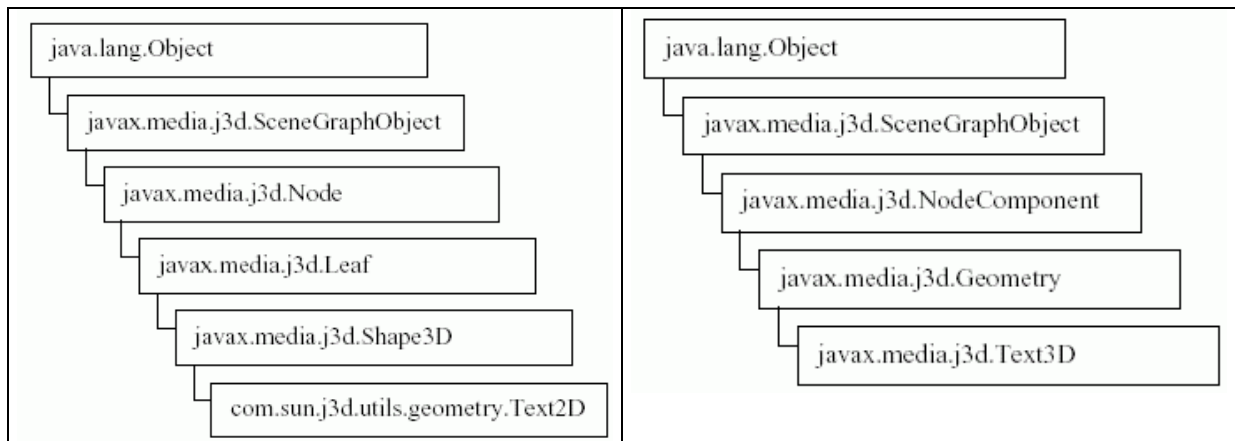 java.lang.Object
javax.media.j3d.SceneGraphObject
javax.media.j3d.Node
javax.media.j3d.Leaf
javax.media.j3d.Shape3D
com.sun.j3d.utils.geometry.Text2D
java.lang.Object
javax.media.j3d.SceneGraphObject
javax.media.j3d.NodeComponent
javax.media.j3d.Geometry
javax.media.j3d.Text3D